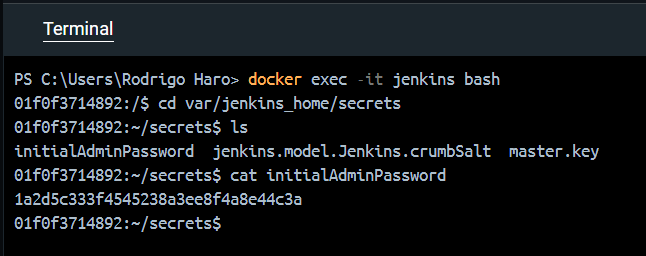 Terminal
PS C:\Users\Rodrigo Haro> docker exec -it jenkins bash
01f0f3714892:/$ cd var/jenkins_home/secrets
01f0f3714892:~/secrets$ ls
initialAdminPassword  jenkins.model.Jenkins.crumbSalt  master.key
01f0f3714892:~/secrets$ cat initialAdminPassword
1a2d5c333f4545238a3ee8f4a8e44c3a
01f0f3714892:~/secrets$